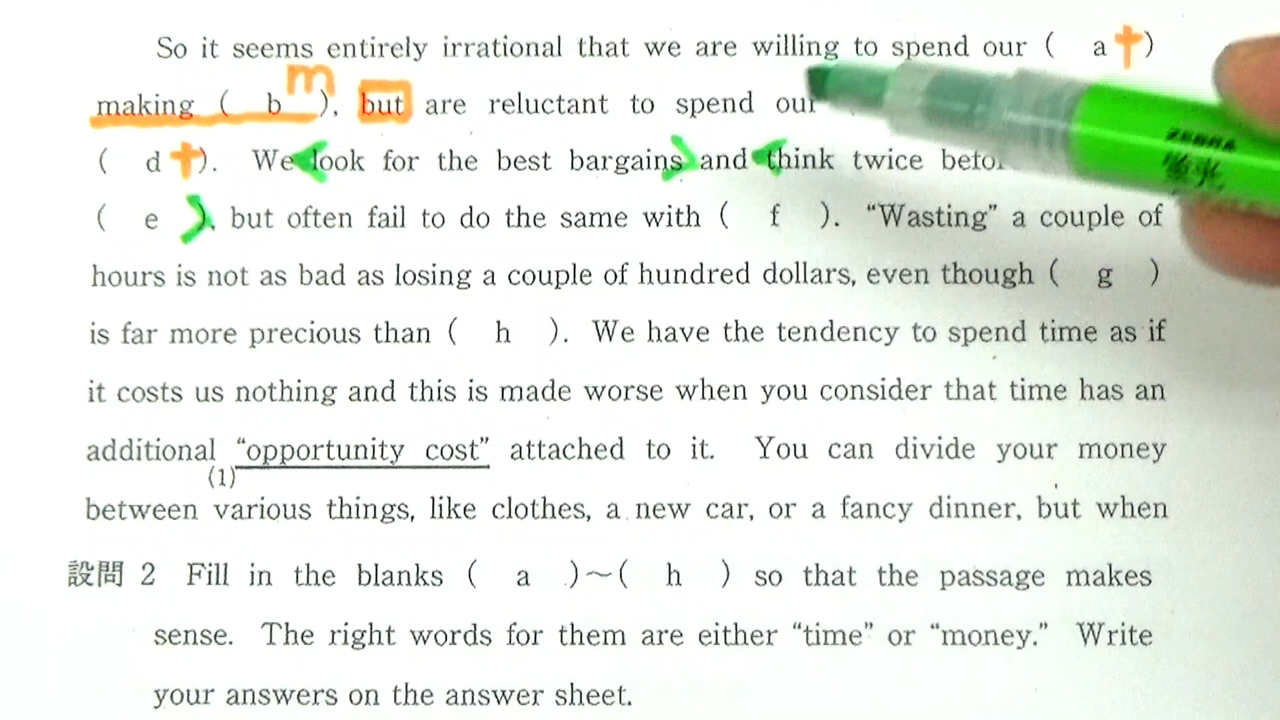 So it seems entirely irrational that we are willing to spend our ( a t )
making ( b m ), but are reluctant to spend our
( d t ). We look for the best bargains and think twice
( e ), but often fail to do the same with ( f ). “Wasting” a couple of
hours is not as bad as losing a couple of hundred dollars, even though ( g )
is far more precious than ( h ). We have the tendency to spend time as if
it costs us nothing and this is made worse when you consider that time has an
additional “opportunity cost” attached to it. You can divide your money
(1)
between various things, like clothes, a new car, or a fancy dinner, but when
設問 2 Fill in the blanks ( a )～( h ) so that the passage makes
sense. The right words for them are either “time” or “money.” Write
your answers on the answer sheet.
ZEBRA
蛍光